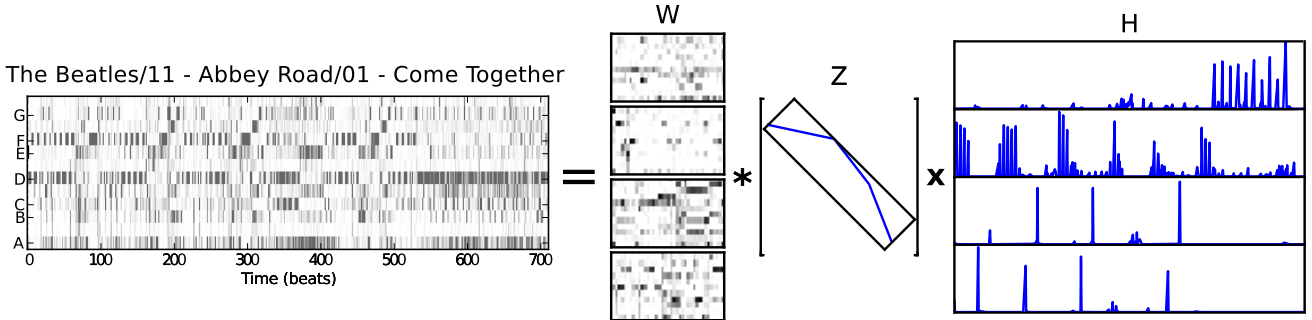 W
H
The Beatles/11 - Abbey Road/01 - Come Together
Z
G
F
E
D
C
B
A
= * x
0 100 200 300 400 500 600 700
Time (beats)